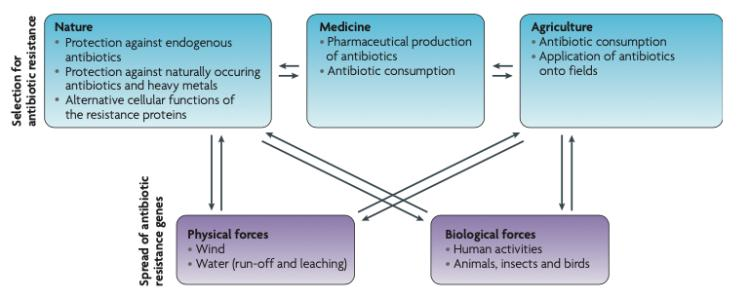 Selection for
antibiotic resistance
Nature
• Protection against endogenous
antibiotics
• Protection against naturally occuring
antibiotics and heavy metals
• Alternative cellular functions of
the resistance proteins
Medicine
• Pharmaceutical production
of antibiotics
• Antibiotic consumption
Agriculture
• Antibiotic consumption
• Application of antibiotics
onto fields
Spread of antibiotic
resistance genes
Physical forces
• Wind
• Water (run-off and leaching)
Biological forces
• Human activities
• Animals, insects and birds